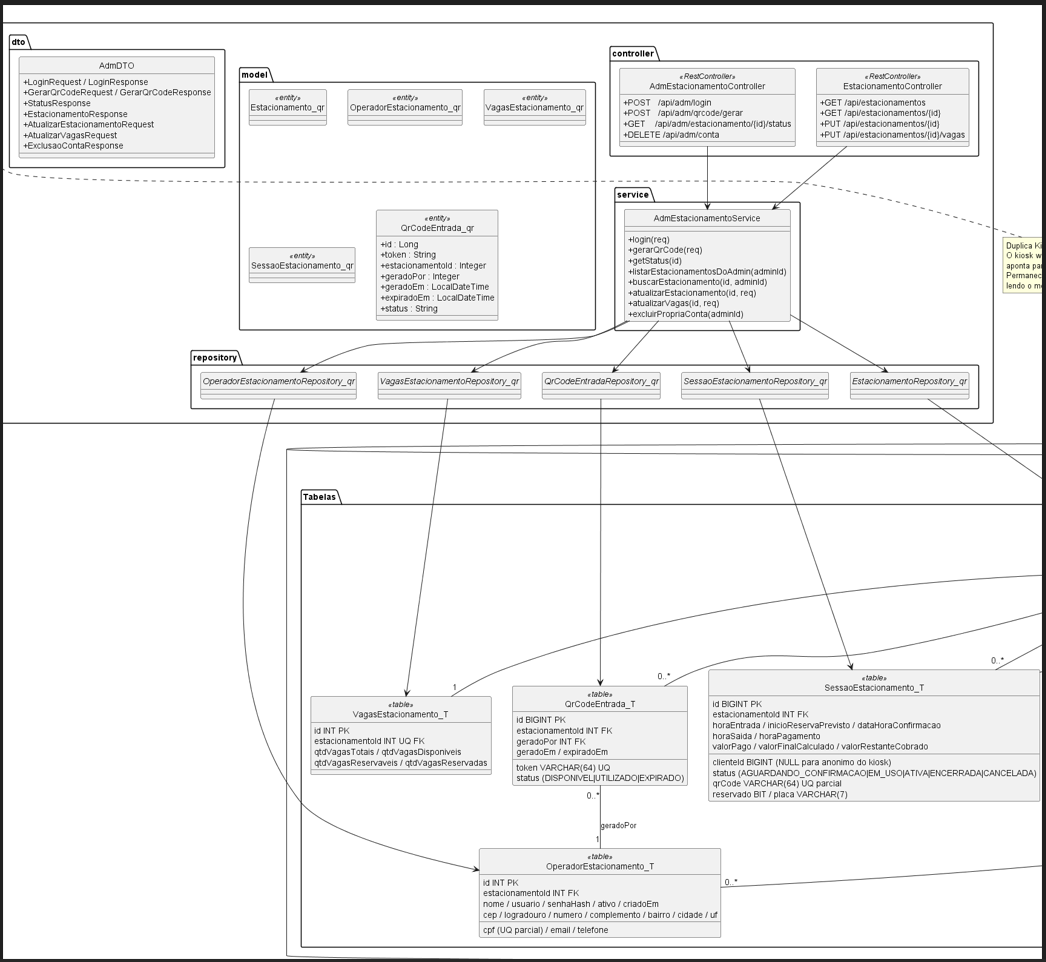 dto
AdmDTO
+LoginRequest / LoginResponse
+GerarQrCodeRequest / GerarQrCodeResponse
+StatusResponse
+EstacionamentoResponse
+AtualizarEstacionamentoRequest
+AtualizarVagasRequest
+ExclusaoContaResponse
model
«entity»
Estacionamento_qr
«entity»
OperadorEstacionamento_qr
«entity»
VagasEstacionamento_qr
«entity»
SessaoEstacionamento_qr
«entity»
QrCodeEntrada_qr
+id : Long
+token : String
+estacionamentoId : Integer
+geradoPor : Integer
+geradoEm : LocalDateTime
+expiradoEm : LocalDateTime
+status : String
controller
«RestController»
AdmEstacionamentoController
+POST /api/adm/login
+POST /api/adm/qrcode/gerar
+GET /api/adm/estacionamento/{id}/status
+DELETE /api/adm/conta
«RestController»
EstacionamentoController
+GET /api/estacionamentos
+GET /api/estacionamentos/{id}
+PUT /api/estacionamentos/{id}
+PUT /api/estacionamentos/{id}/vagas
service
AdmEstacionamentoService
+login(req)
+gerarQrCode(req)
+getStatus(id)
+listarEstacionamentosDoAdmin(adminId)
+buscarEstacionamento(id, adminId)
+atualizarEstacionamento(id, req)
+atualizarVagas(id, req)
+excluirPropriaConta(adminId)
Duplica Ki
O kiosk w
aponta pa
Permanec
lendo o m
repository
OperadorEstacionamentoRepository_qr
VagasEstacionamentoRepository_qr
QrCodeEntradaRepository_qr
SessaoEstacionamentoRepository_qr
EstacionamentoRepository_qr
Tabelas
1
0..*
0..*
«table»
VagasEstacionamento_T
id INT PK
estacionamentoId INT UQ FK
qtdVagasTotais / qtdVagasDisponiveis
qtdVagasReservaveis / qtdVagasReservadas
«table»
QrCodeEntrada_T
id BIGINT PK
estacionamentoId INT FK
geradoPor INT FK
geradoEm / expiradoEm
token VARCHAR(64) UQ
status (DISPONIVEL|UTILIZADO|EXPIRADO)
«table»
SessaoEstacionamento_T
id BIGINT PK
estacionamentoId INT FK
horaEntrada / inicioReservaPrevisto / dataHoraConfirmacao
horaSaida / horaPagamento
valorPago / valorFinalCalculado / valorRestanteCobrado
clienteId BIGINT (NULL para anonimo do kiosk)
status (AGUARDANDO_CONFIRMACAO|EM_USO|ATIVA|ENCERRADA|CANCELADA)
qrCode VARCHAR(64) UQ parcial
reservado BIT / placa VARCHAR(7)
0..*
geradoPor
1
«table»
OperadorEstacionamento_T
id INT PK
estacionamentoId INT FK
nome / usuario / senhaHash / ativo / criadoEm
cep / logradouro / numero / complemento / bairro / cidade / uf
cpf (UQ parcial) / email / telefone
0..*